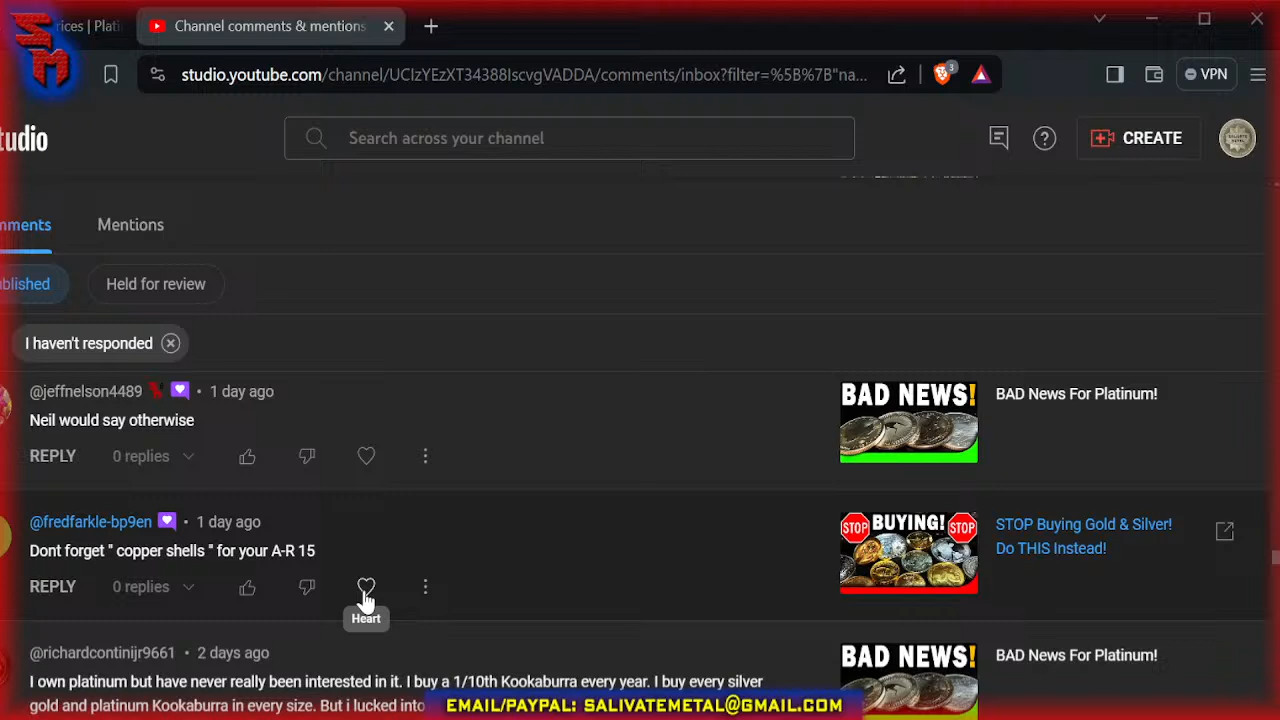 SM
rices | Plati
Channel comments & mentions
studio.youtube.com/channel/UCIzYEzXT34388IscvgVADDA/comments/inbox?filter=%5B%7B"na...
3
VPN
tudio
Search across your channel
CREATE
mments
Mentions
ublished
Held for review
I haven't responded
@jeffnelson4489 • 1 day ago
Neil would say otherwise
REPLY
0 replies
BAD NEWS!
BAD News For Platinum!
@fredfarkle-bp9en • 1 day ago
Dont forget " copper shells " for your A-R 15
REPLY
0 replies
Heart
STOP BUYING! STOP
STOP Buying Gold & Silver!
Do THIS Instead!
@richardcontinijr9661 • 2 days ago
I own platinum but have never really been interested in it. I buy a 1/10th Kookaburra every year. I buy every silver
gold and platinum Kookaburra in every size. But i lucked into
BAD NEWS!
BAD News For Platinum!
EMAIL/PAYPAL: SALIVATEMETAL@GMAIL.COM